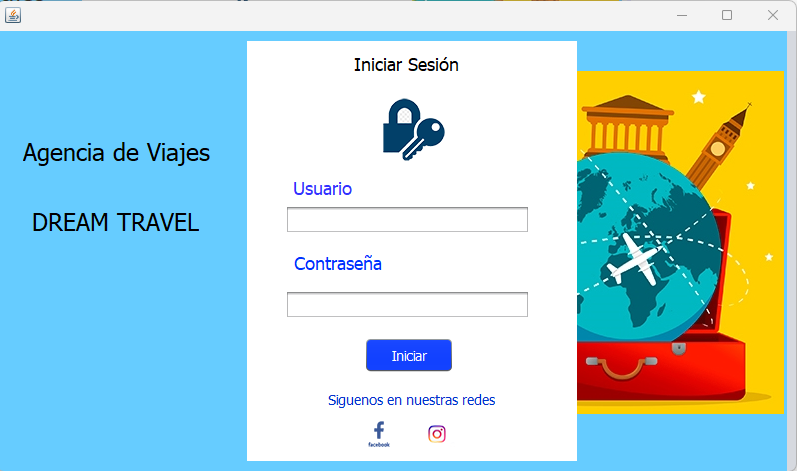 Agencia de Viajes
DREAM TRAVEL
Iniciar Sesión
Usuario
Contraseña
Iniciar
Siguenos en nuestras redes
facebook